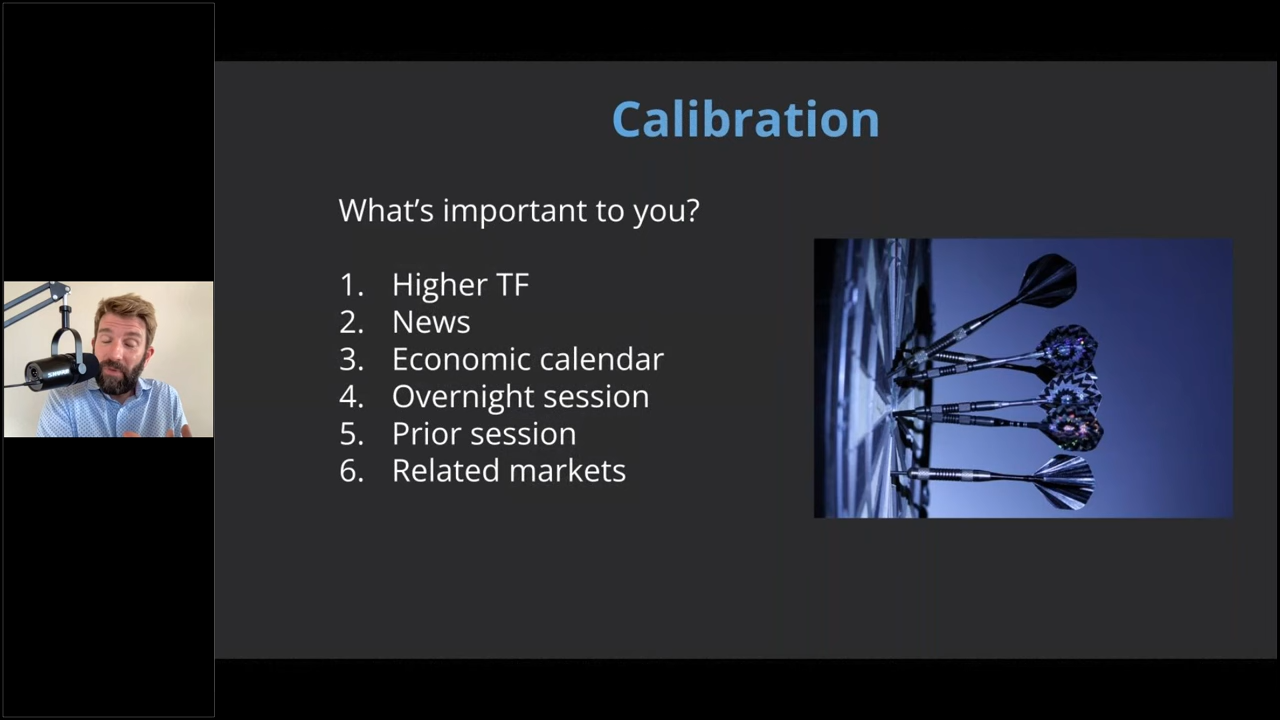 Calibration
What's important to you?
1. Higher TF
2. News
3. Economic calendar
4. Overnight session
5. Prior session
6. Related markets
SHURE